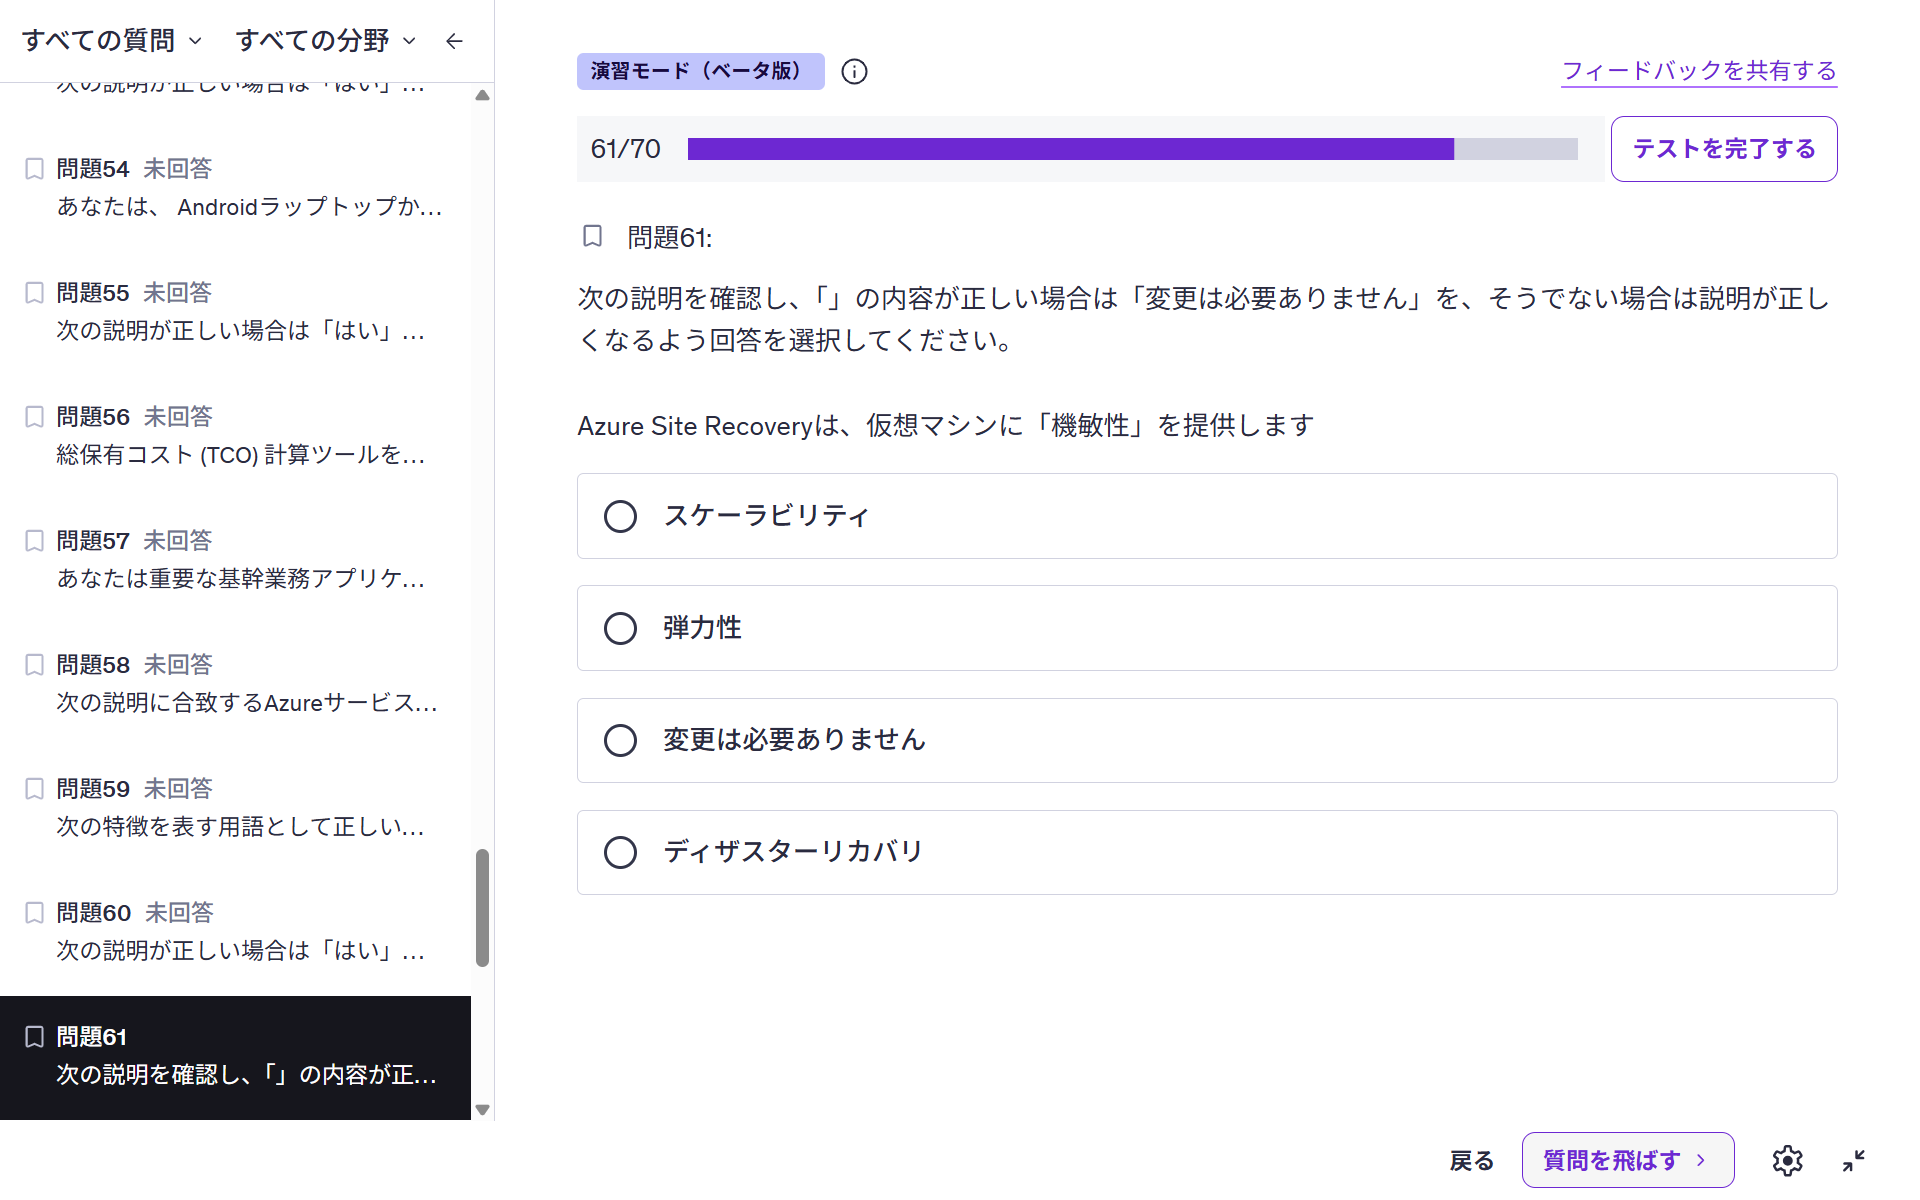 すべての質問 すべての分野
次の説明が正しい場合は「はい」…
問題54 未回答
あなたは、 Androidラップトップか…
問題55 未回答
次の説明が正しい場合は「はい」…
問題56 未回答
総保有コスト (TCO) 計算ツールを…
問題57 未回答
あなたは重要な基幹業務アプリケ…
問題58 未回答
次の説明に合致するAzureサービス…
問題59 未回答
次の特徴を表す用語として正しい…
問題60 未回答
次の説明が正しい場合は「はい」…
問題61
次の説明を確認し、「」の内容が正…
演習モード（ベータ版）
フィードバックを共有する
61/70
テストを完了する
問題61:
次の説明を確認し、「」の内容が正しい場合は「変更は必要ありません」を、そうでない場合は説明が正し
くなるよう回答を選択してください。
Azure Site Recoveryは、仮想マシンに「機敏性」を提供します
スケーラビリティ
弾力性
変更は必要ありません
ディザスターリカバリ
戻る
質問を飛ばす